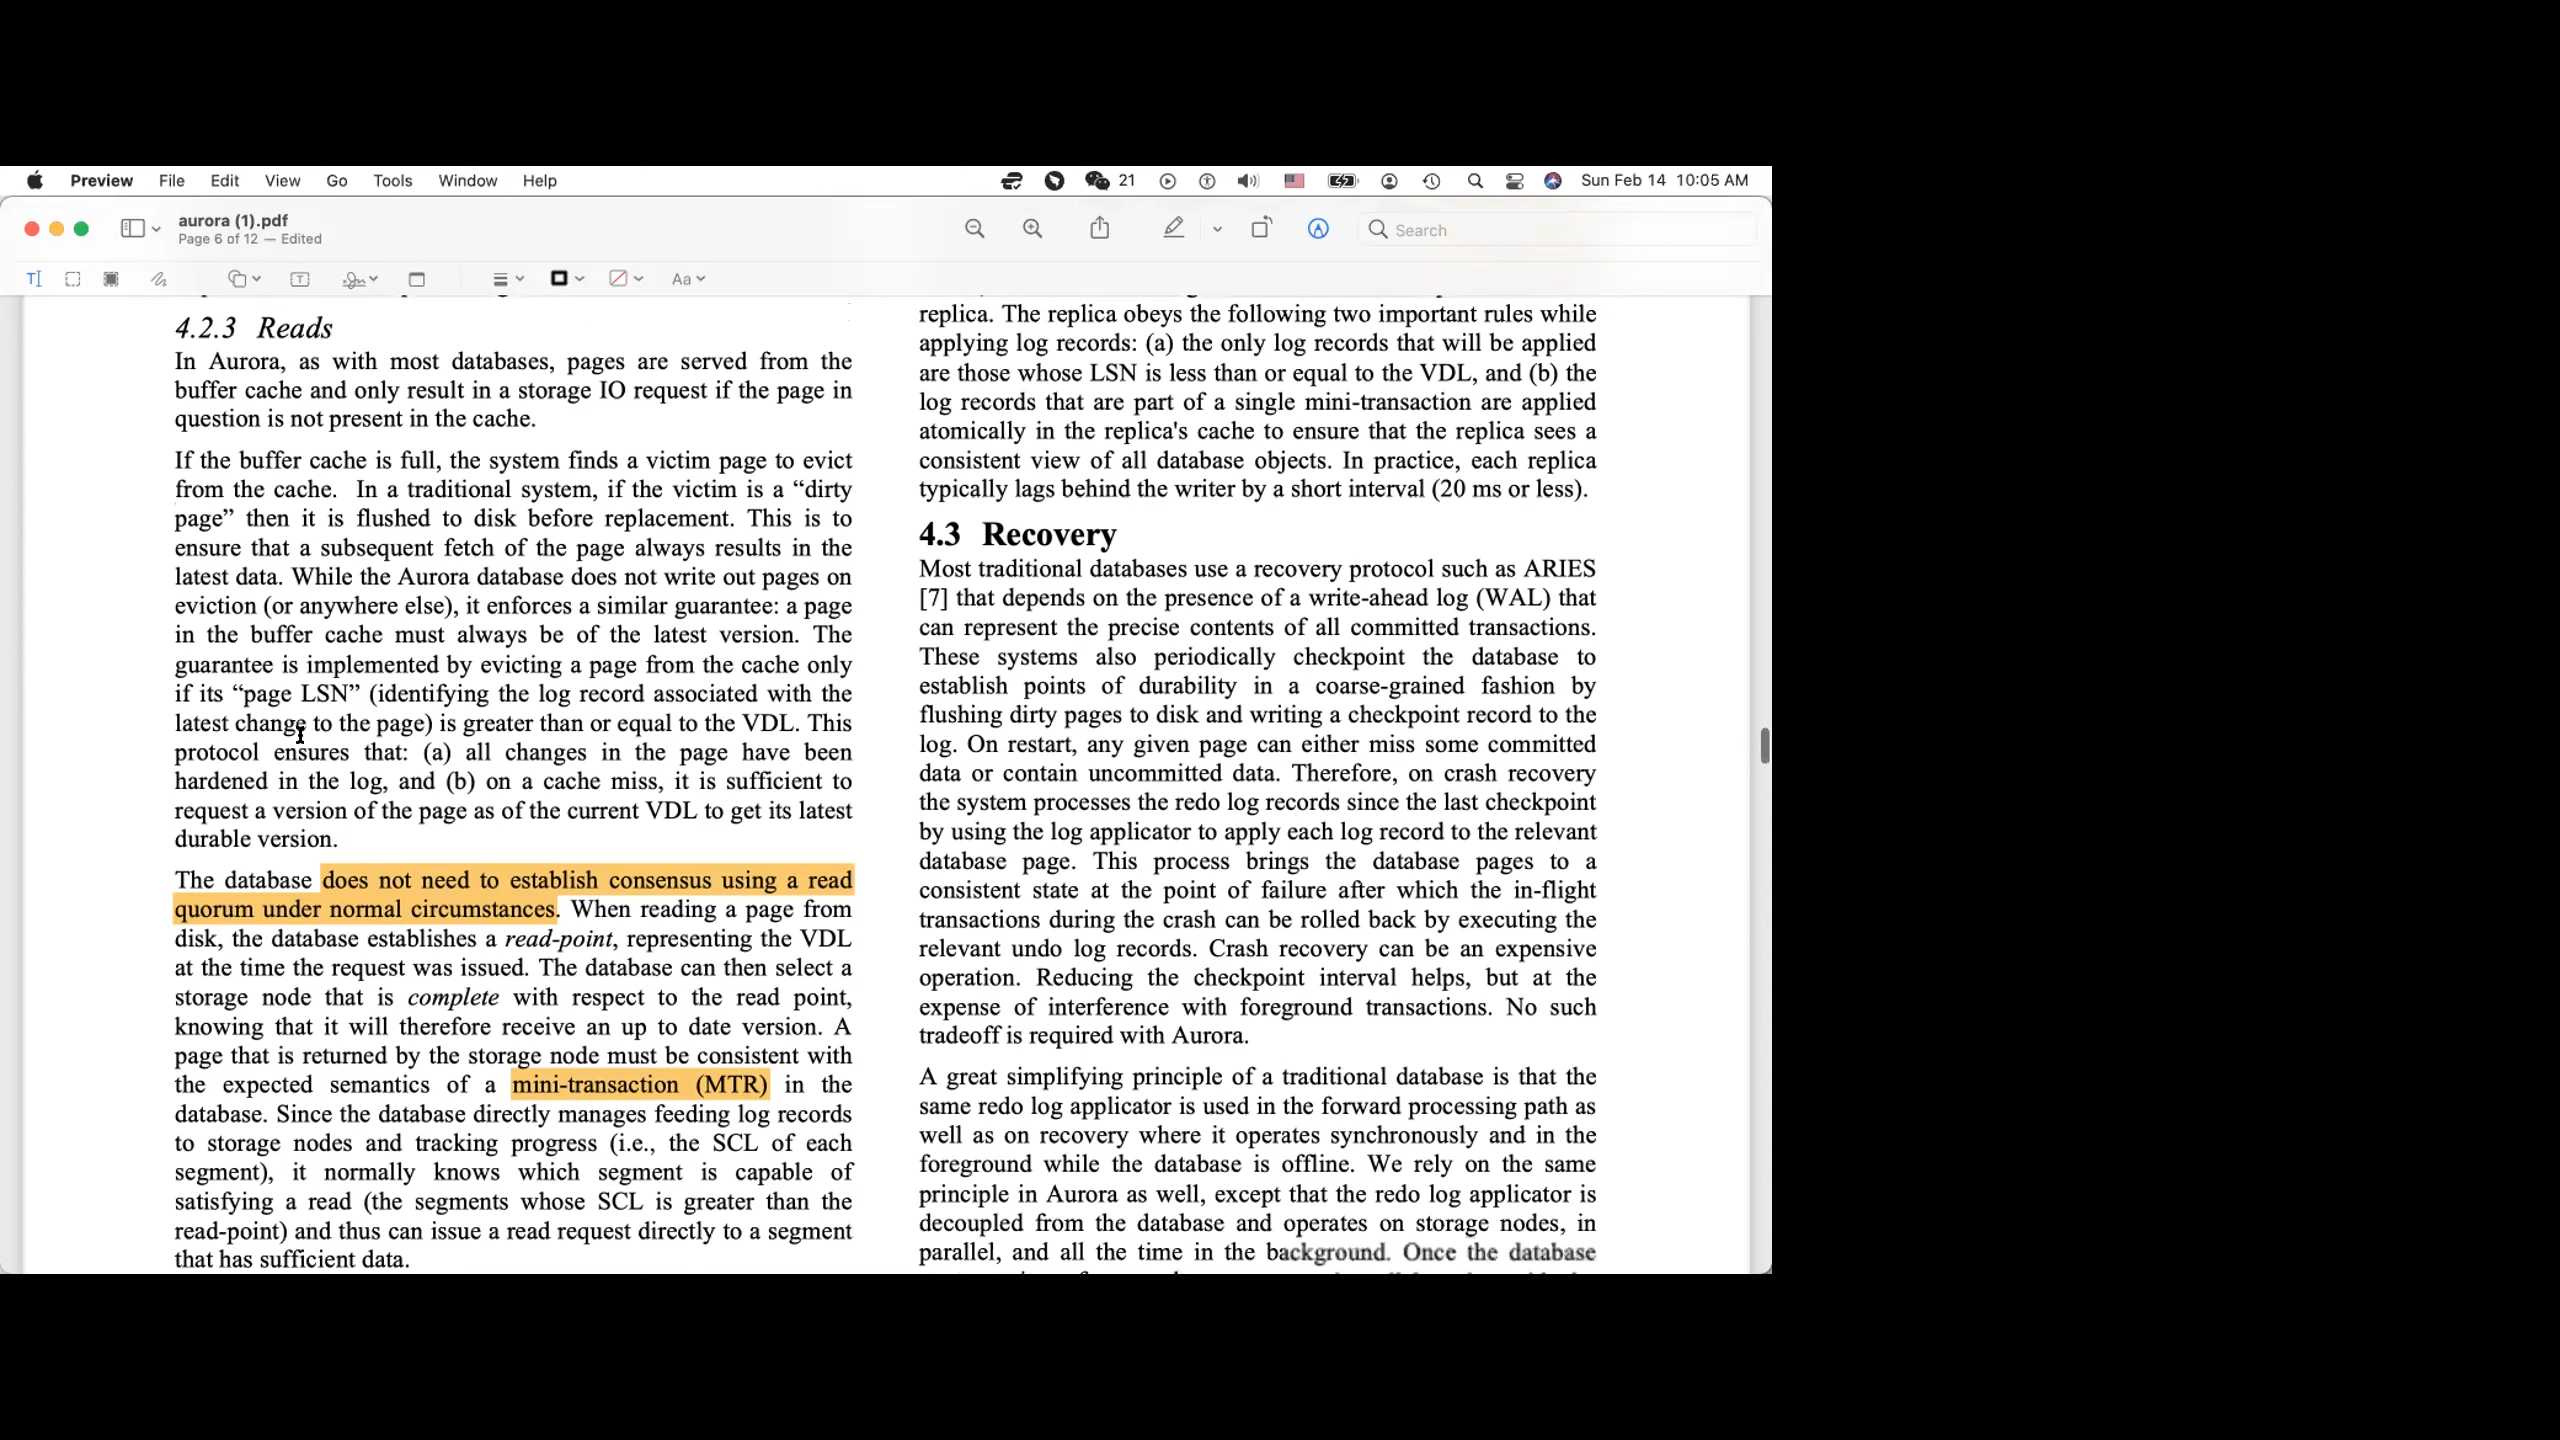 Preview File Edit View Go Tools Window Help 21 Sun Feb 14 10:05 AM
aurora (1).pdf
Page 6 of 12 — Edited
Search
Aa
4.2.3 Reads
In Aurora, as with most databases, pages are served from the
buffer cache and only result in a storage IO request if the page in
question is not present in the cache.
If the buffer cache is full, the system finds a victim page to evict
from the cache. In a traditional system, if the victim is a “dirty
page” then it is flushed to disk before replacement. This is to
ensure that a subsequent fetch of the page always results in the
latest data. While the Aurora database does not write out pages on
eviction (or anywhere else), it enforces a similar guarantee: a page
in the buffer cache must always be of the latest version. The
guarantee is implemented by evicting a page from the cache only
if its “page LSN” (identifying the log record associated with the
latest change to the page) is greater than or equal to the VDL. This
protocol ensures that: (a) all changes in the page have been
hardened in the log, and (b) on a cache miss, it is sufficient to
request a version of the page as of the current VDL to get its latest
durable version.
The database does not need to establish consensus using a read
quorum under normal circumstances. When reading a page from
disk, the database establishes a read-point, representing the VDL
at the time the request was issued. The database can then select a
storage node that is complete with respect to the read point,
knowing that it will therefore receive an up to date version. A
page that is returned by the storage node must be consistent with
the expected semantics of a mini-transaction (MTR) in the
database. Since the database directly manages feeding log records
to storage nodes and tracking progress (i.e., the SCL of each
segment), it normally knows which segment is capable of
satisfying a read (the segments whose SCL is greater than the
read-point) and thus can issue a read request directly to a segment
that has sufficient data.
replica. The replica obeys the following two important rules while
applying log records: (a) the only log records that will be applied
are those whose LSN is less than or equal to the VDL, and (b) the
log records that are part of a single mini-transaction are applied
atomically in the replica's cache to ensure that the replica sees a
consistent view of all database objects. In practice, each replica
typically lags behind the writer by a short interval (20 ms or less).
4.3 Recovery
Most traditional databases use a recovery protocol such as ARIES
[7] that depends on the presence of a write-ahead log (WAL) that
can represent the precise contents of all committed transactions.
These systems also periodically checkpoint the database to
establish points of durability in a coarse-grained fashion by
flushing dirty pages to disk and writing a checkpoint record to the
log. On restart, any given page can either miss some committed
data or contain uncommitted data. Therefore, on crash recovery
the system processes the redo log records since the last checkpoint
by using the log applicator to apply each log record to the relevant
database page. This process brings the database pages to a
consistent state at the point of failure after which the in-flight
transactions during the crash can be rolled back by executing the
relevant undo log records. Crash recovery can be an expensive
operation. Reducing the checkpoint interval helps, but at the
expense of interference with foreground transactions. No such
tradeoff is required with Aurora.
A great simplifying principle of a traditional database is that the
same redo log applicator is used in the forward processing path as
well as on recovery where it operates synchronously and in the
foreground while the database is offline. We rely on the same
principle in Aurora as well, except that the redo log applicator is
decoupled from the database and operates on storage nodes, in
parallel, and all the time in the background. Once the database